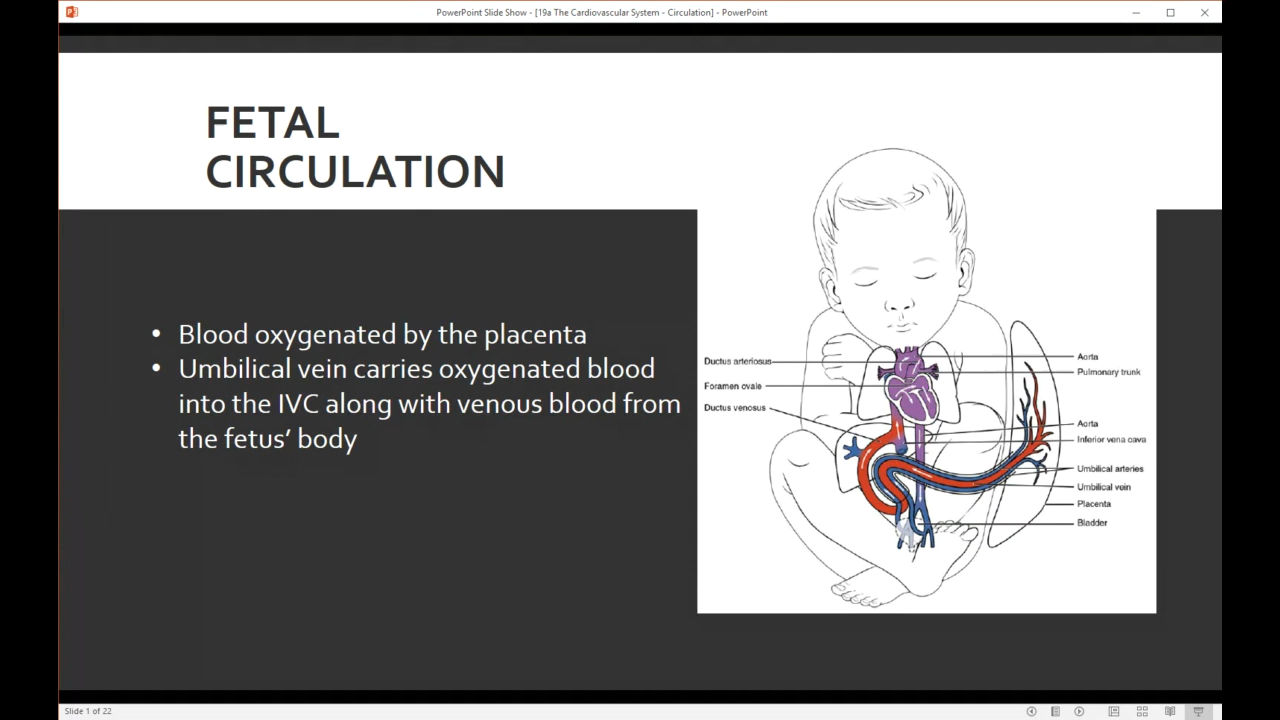 PowerPoint Slide Show - [19a The Cardiovascular System - Circulation] - PowerPoint
FETAL
CIRCULATION
• Blood oxygenated by the placenta
• Umbilical vein carries oxygenated blood
into the IVC along with venous blood from
the fetus’ body
Ductus arteriosus
Foramen ovale
Ductus venosus
Aorta
Pulmonary trunk
Aorta
Inferior vena cava
Umbilical arteries
Umbilical vein
Placenta
Bladder
Slide 1 of 22